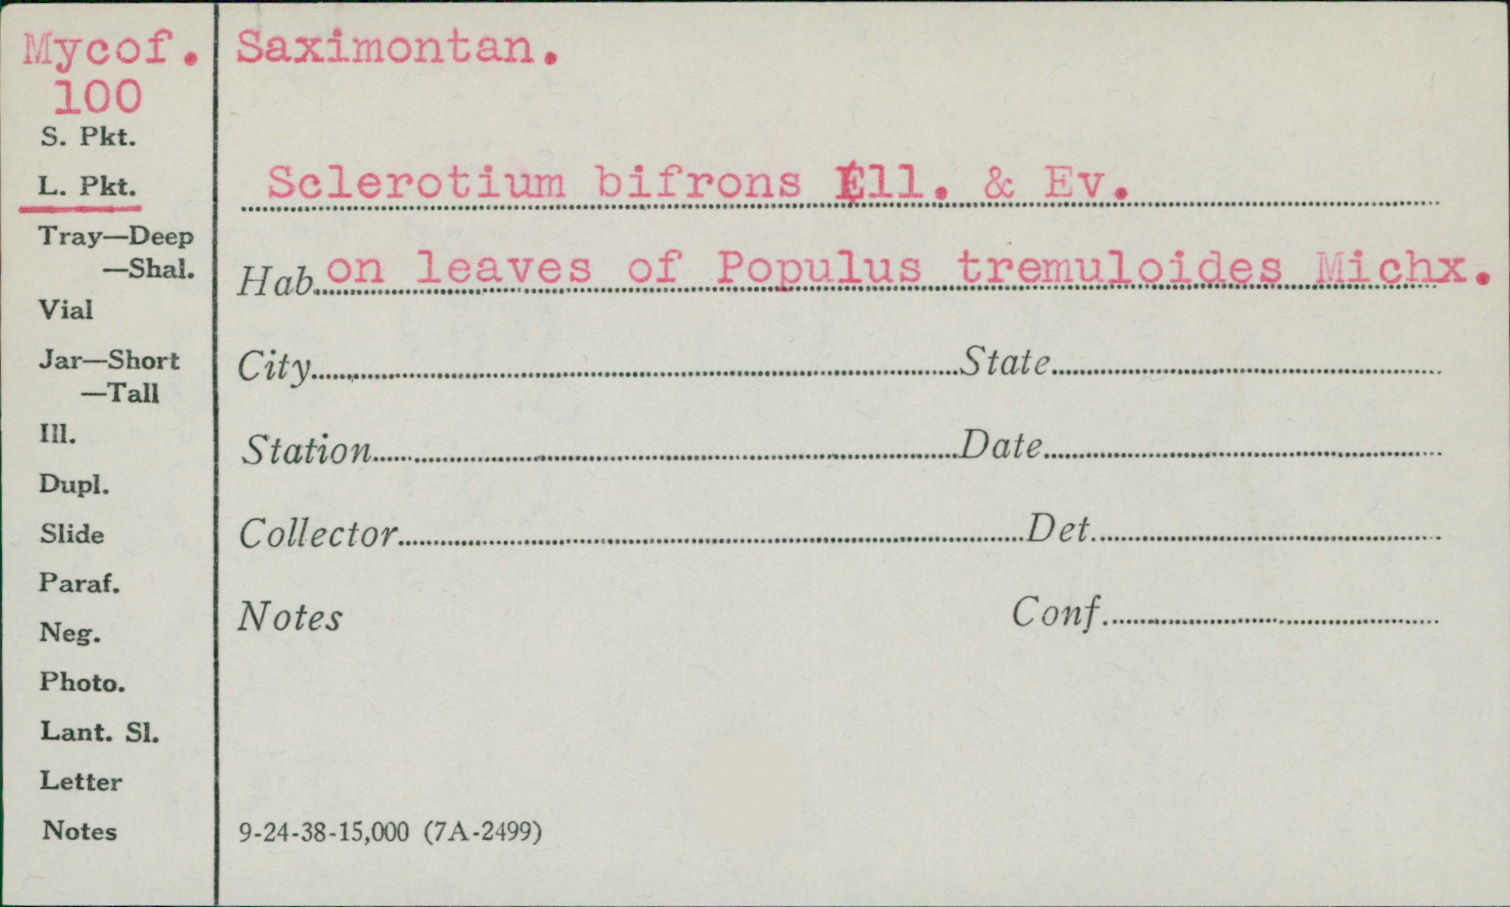 Mycof. Saximontan.
100
S. Pkt.
L. Pkt.
Sclerotium bifrons Ell. & Ev.
Tray—Deep
—Shal.
Hab. on leaves of Populus tremuloides Michx.
Vial
Jar—Short
—Tall
City State
Ill.
Station Date
Dupl.
Slide
Collector Det.
Paraf.
Neg.
Notes Conf.
Photo.
Lant. Sl.
Letter
Notes
9-24-38-15,000 (7A-2499)